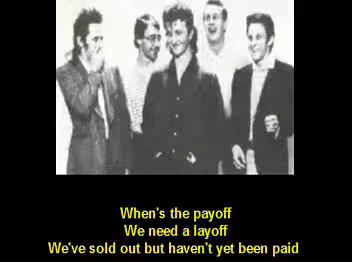 When's the payoff
We need a layoff
We've sold out but haven't yet been paid